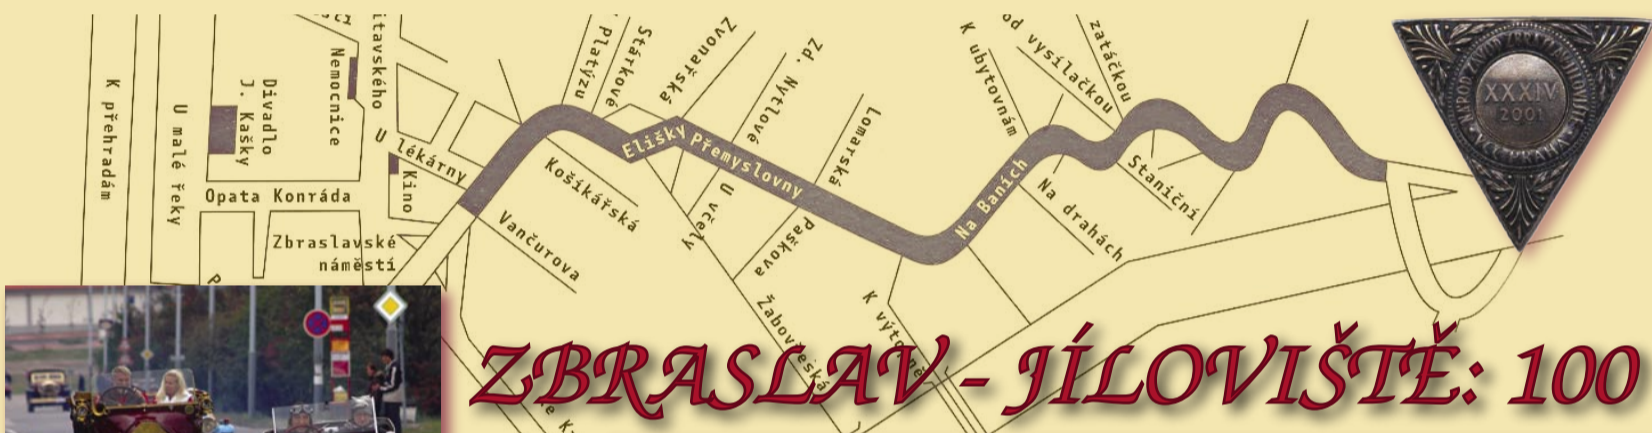 K přehradám
U malé řeky
Divadlo
J. Kašky
Nemocnice
itavského
U lékárny
Kino
Opata Konráda
Zbraslavské
náměstí
Vančurova
Košíkářská
Platýzu
Stárkové
Zvonařská
Zd. Nytlové
Elišky Přemyslovny
U včely
Lomarská
Paškova
Žabovřeská
K výtopně
Na Baních
K ubytovnám
od vysílačkou
zatáčkou
Staniční
Na drahách
XXXIV
2001
ZBRASLAV - JÍLOVIŠTĚ: 100